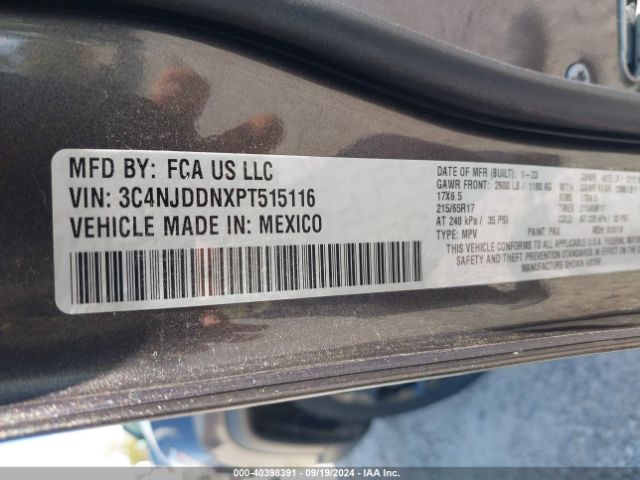 MFD BY: FCA US LLC
VIN: 3C4NJDDNXPT515116
VEHICLE MADE IN: MEXICO
DATE OF MFR (BUILT): 1-23
GAWR FRONT: 2600 LB / 1180 KG
17X6.5
215/65R17
AT 240 kPa / 35 PSI
TYPE: MPV
PAINT: PAU
THIS VEHICLE CONFORMS TO ALL APPLICABLE U.S.A. FEDERAL MOTOR VEHICLE
SAFETY AND THEFT PREVENTION STANDARDS IN EFFECT ON THE
MANUFACTURE SHOWN ABOVE.
000-40398391 - 09/19/2024 - IAA Inc.